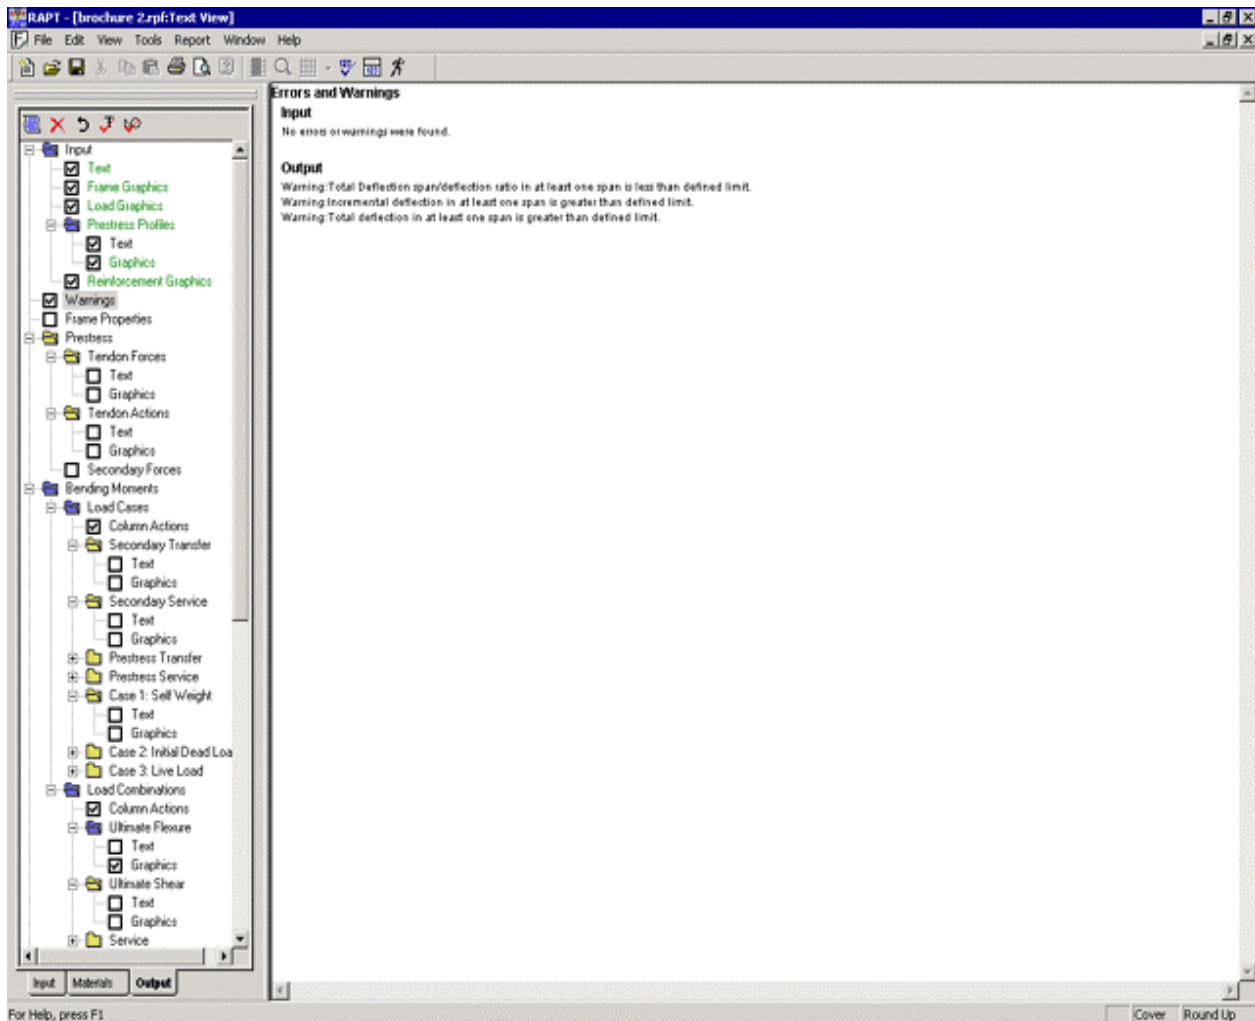 RAPT - [brochure 2.rpf:Text View]
File Edit View Tools Report Window Help
Input
Text
Frame Graphics
Load Graphics
Prestress Profiles
Text
Graphics
Reinforcement Graphics
Warnings
Frame Properties
Prestress
Tendon Forces
Text
Graphics
Tendon Actions
Text
Graphics
Secondary Forces
Bending Moments
Load Cases
Column Actions
Secondary Transfer
Text
Graphics
Secondary Service
Text
Graphics
Prestress Transfer
Prestress Service
Case 1: Self Weight
Text
Graphics
Case 2: Initial Dead Loa
Case 3: Live Load
Load Combinations
Column Actions
Ultimate Flexure
Text
Graphics
Ultimate Shear
Text
Graphics
Service
Input Materials Output
Errors and Warnings
Input
No errors or warnings were found.
Output
Warning:Total Deflection span/deflection ratio in at least one span is less than defined limit.
Warning:Incremental deflection in at least one span is greater than defined limit.
Warning:Total deflection in at least one span is greater than defined limit.
For Help, press F1
Cover Round Up